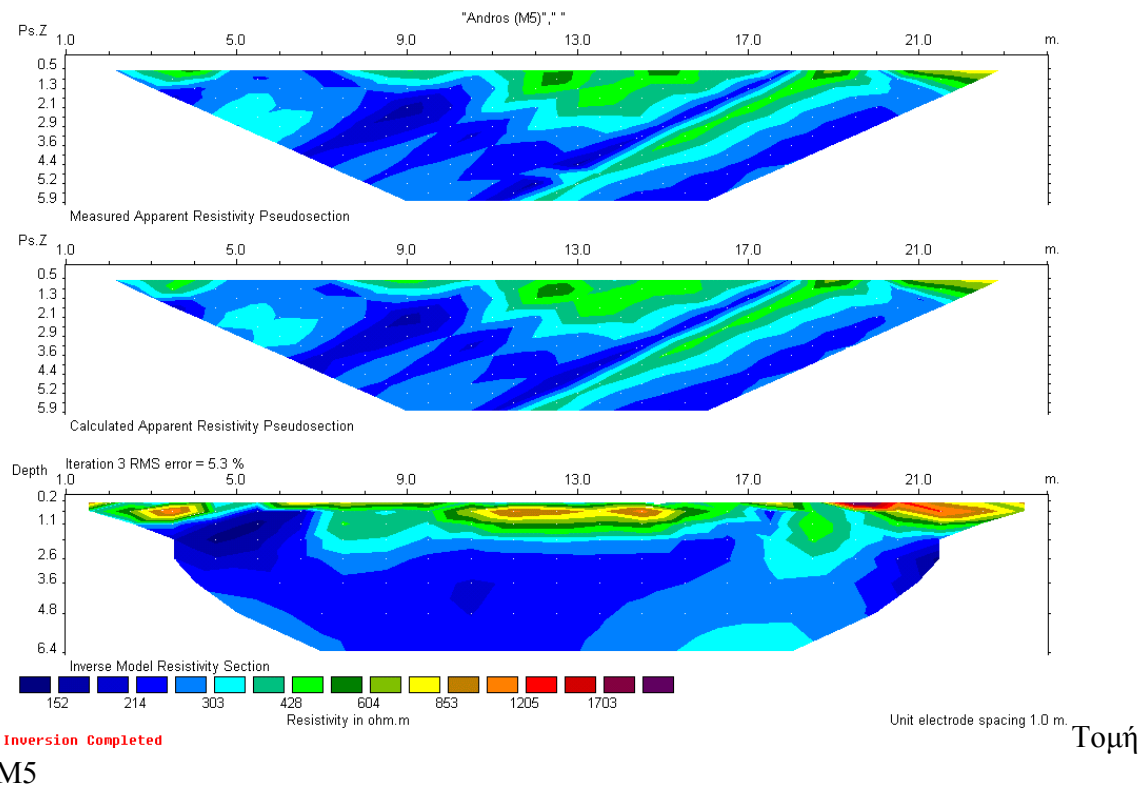 "Andros (M5)"," "
Ps.Z 1.0 5.0 9.0 13.0 17.0 21.0 m.
0.5
1.3
2.1
2.9
3.6
4.4
5.2
5.9
Measured Apparent Resistivity Pseudosection
Ps.Z 1.0 5.0 9.0 13.0 17.0 21.0 m.
0.5
1.3
2.1
2.9
3.6
4.4
5.2
5.9
Calculated Apparent Resistivity Pseudosection
Depth Iteration 3 RMS error = 5.3 %
1.0 5.0 9.0 13.0 17.0 21.0 m.
0.2
1.1
2.6
3.6
4.8
6.4
Inverse Model Resistivity Section
152 214 303 428 604 853 1205 1703
Resistivity in ohm.m
Unit electrode spacing 1.0 m.
Inversion Completed
Τομή
M5